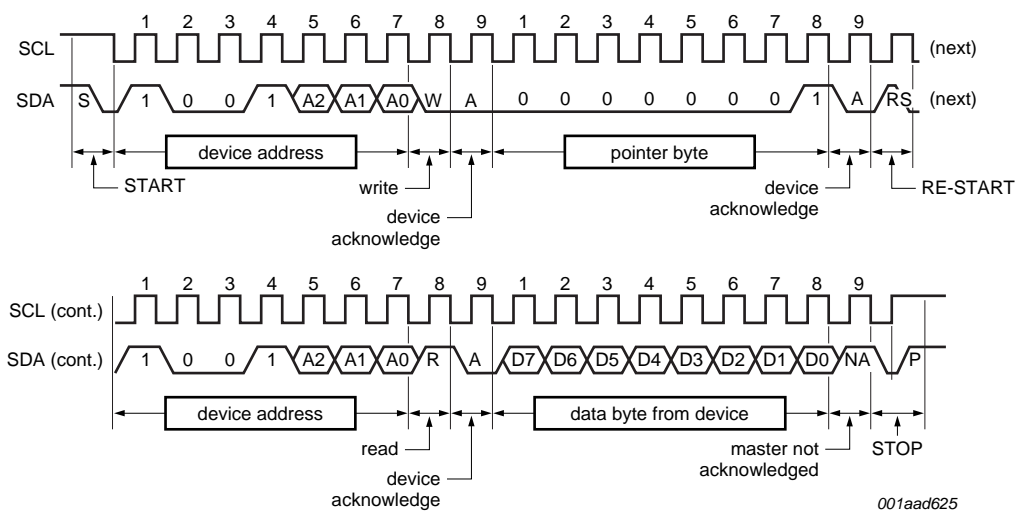 1 2 3 4 5 6 7 8 9 1 2 3 4 5 6 7 8 9
SCL (next)
SDA S 1 0 0 1 A2 A1 A0 W A 0 0 0 0 0 0 0 1 A RS (next)
device address pointer byte
START write device RE-START
device acknowledge
acknowledge
1 2 3 4 5 6 7 8 9 1 2 3 4 5 6 7 8 9
SCL (cont.)
SDA (cont.) 1 0 0 1 A2 A1 A0 R A D7 D6 D5 D4 D3 D2 D1 D0 NA P
device address data byte from device
read master not STOP
device acknowledged
acknowledge
001aad625